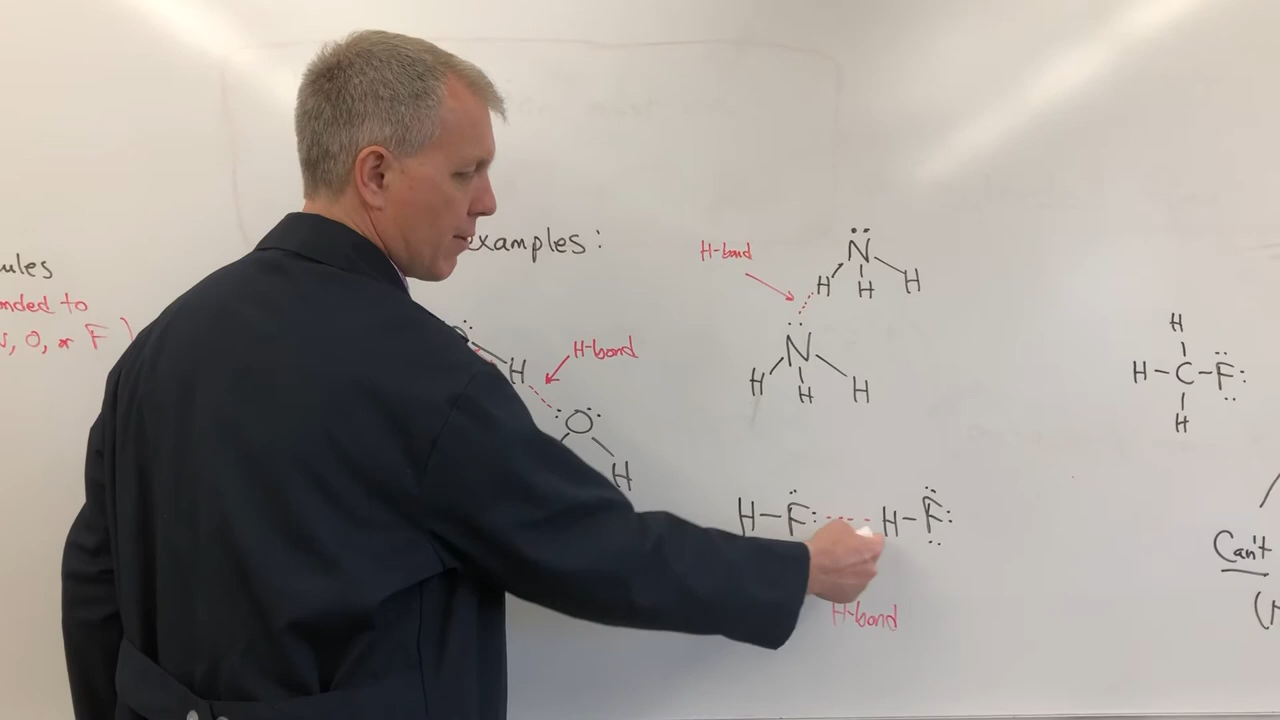 ules
nded to
, O, or F )
examples:
H-bond
N
H
H
H
N
H
H
H
H-bond
H
O
H
H-F: ---- H-F:
H-bond
H
H-C-F:
H
Can't
(